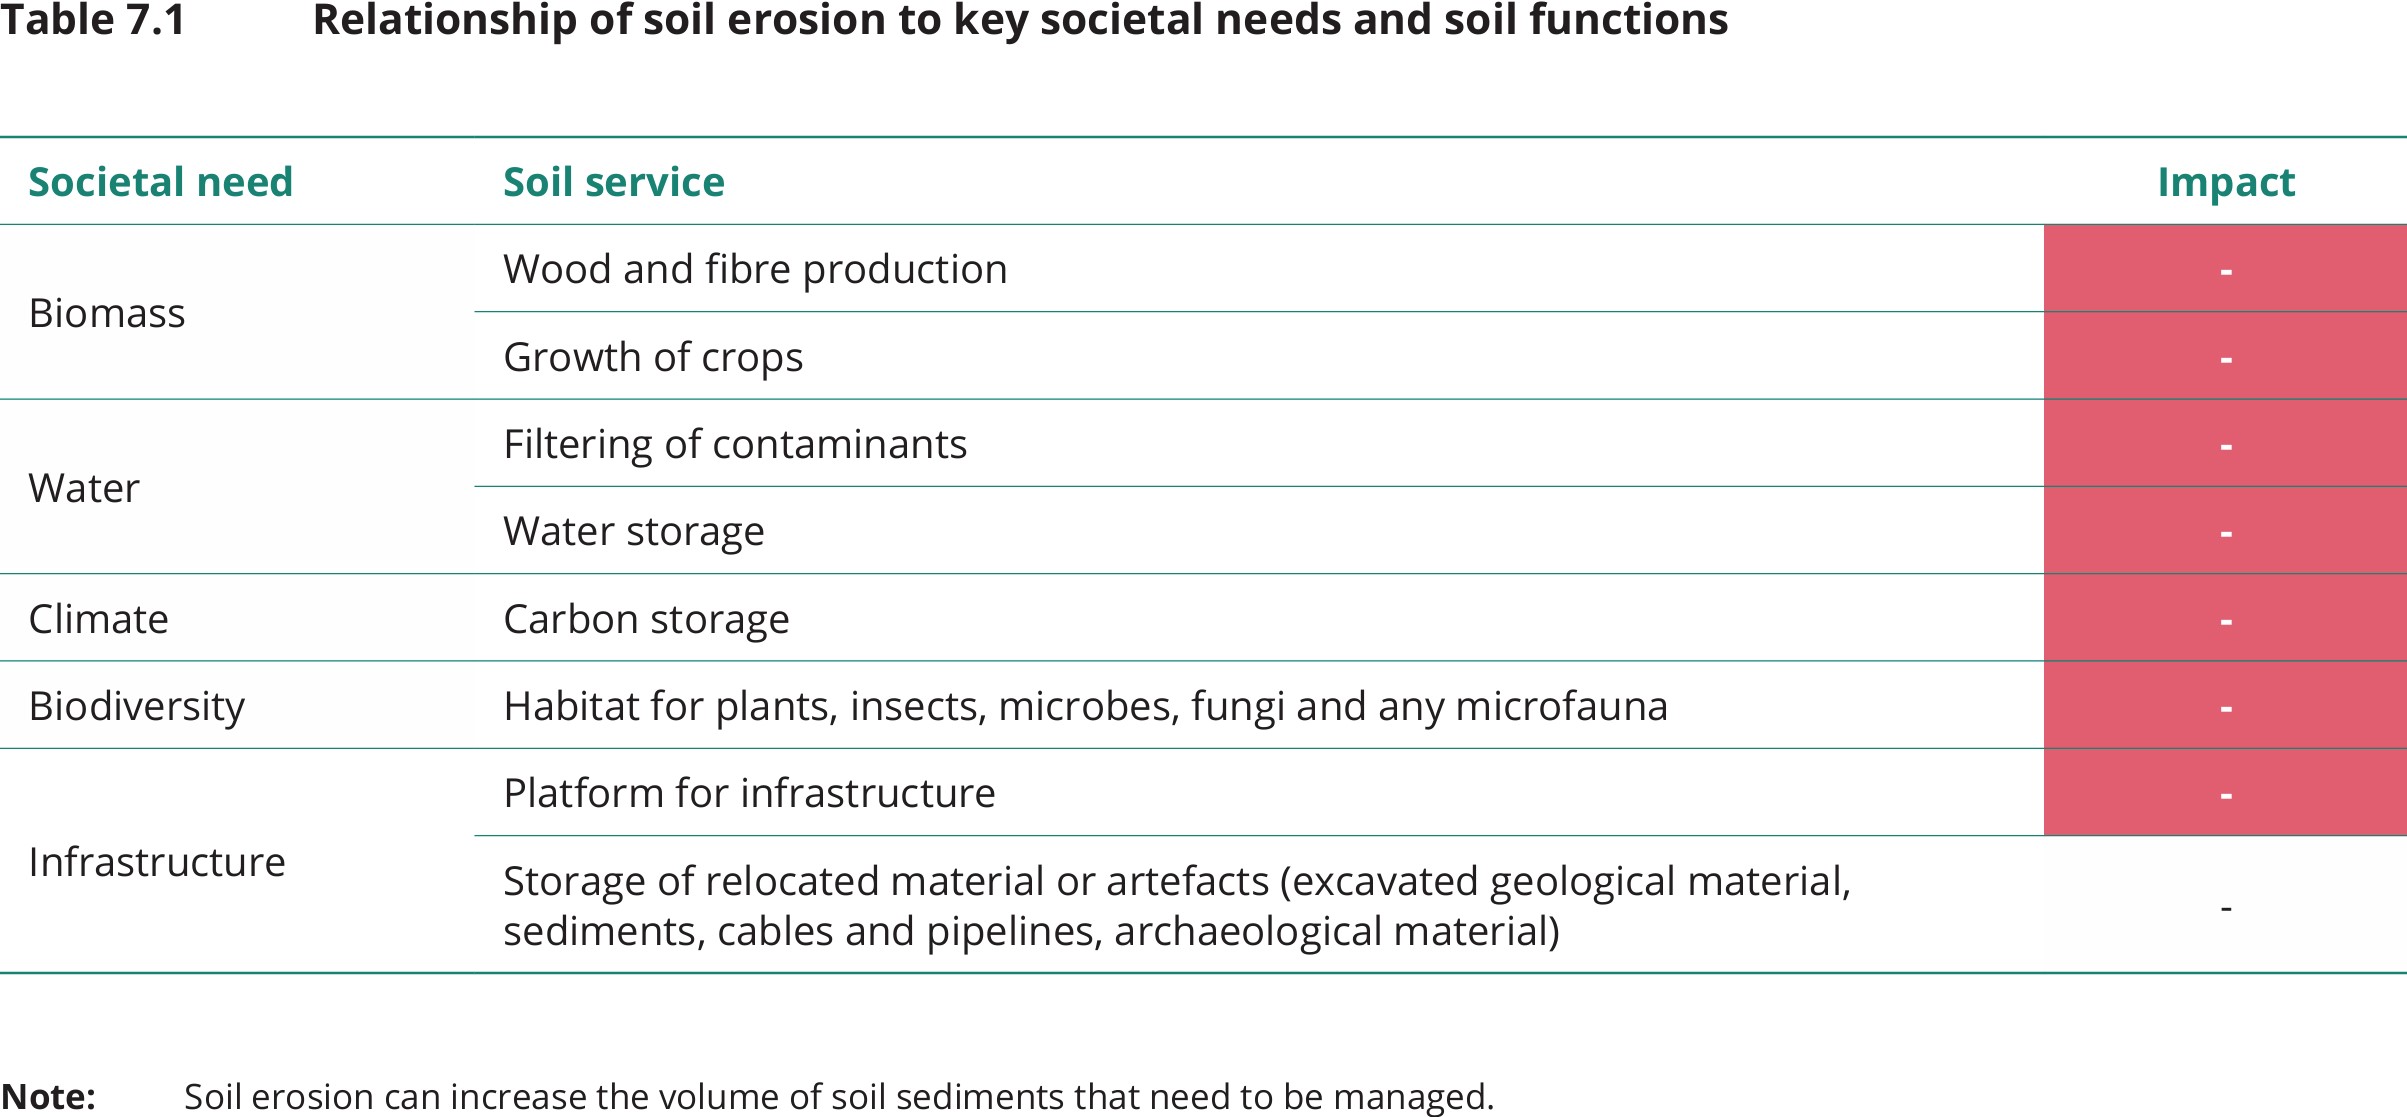 Table 7.1 Relationship of soil erosion to key societal needs and soil functions
Societal need Soil service Impact
Biomass
Wood and fibre production -
Growth of crops -
Water
Filtering of contaminants -
Water storage -
Climate Carbon storage -
Biodiversity Habitat for plants, insects, microbes, fungi and any microfauna -
Infrastructure
Platform for infrastructure -
Storage of relocated material or artefacts (excavated geological material,
sediments, cables and pipelines, archaeological material) -
Note: Soil erosion can increase the volume of soil sediments that need to be managed.